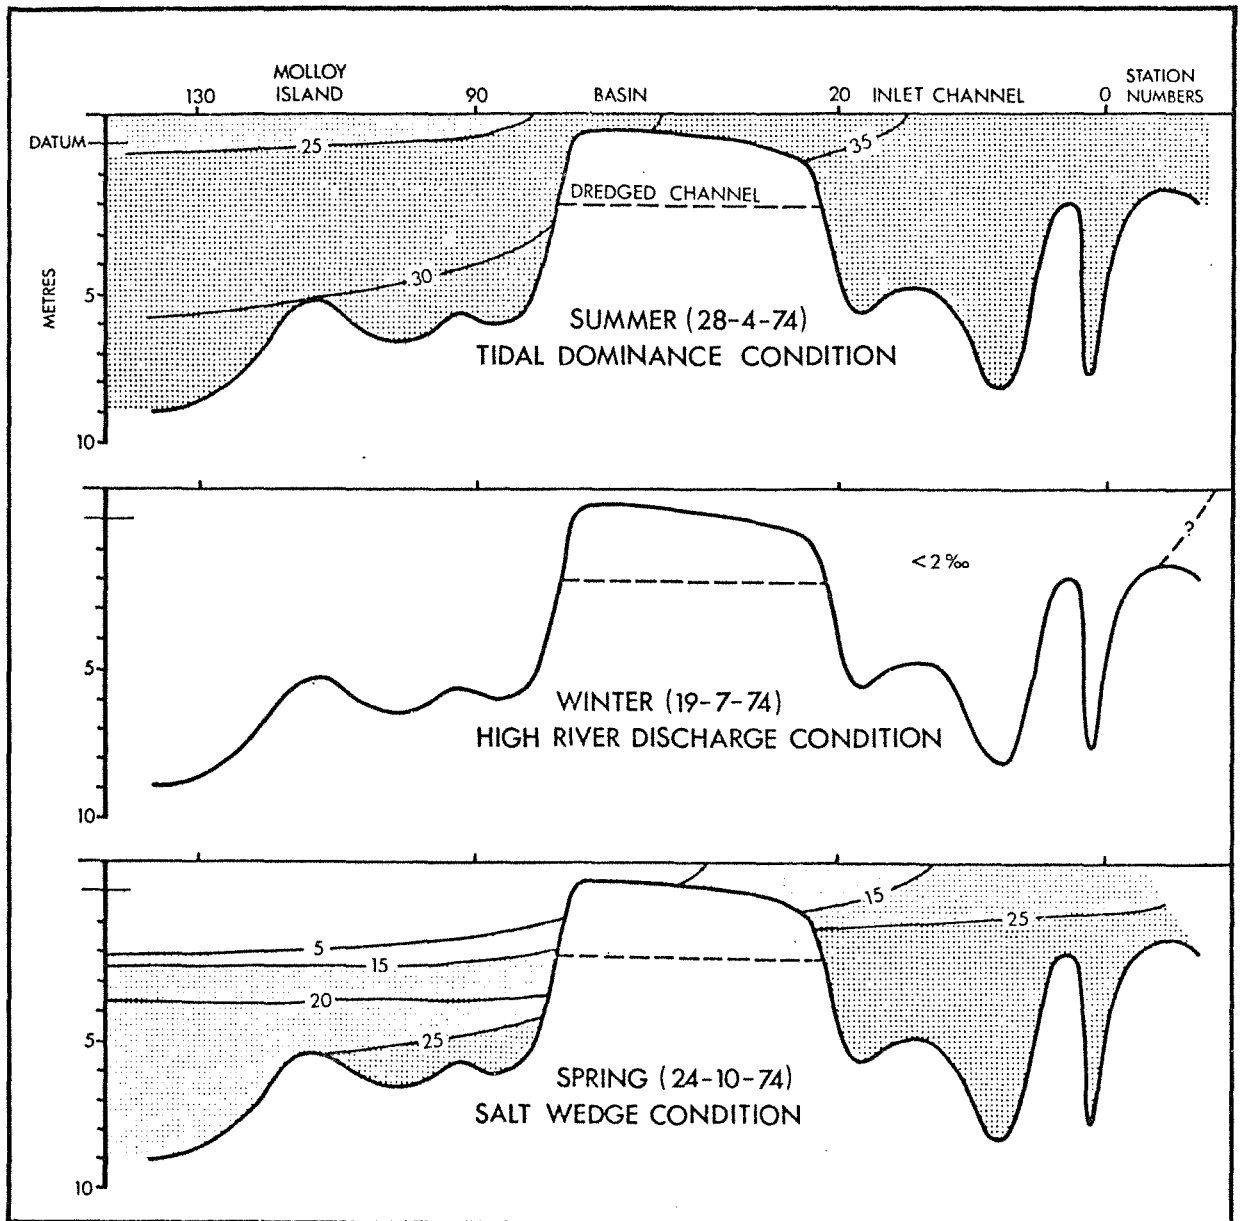 MOLLOY
ISLAND
130
90
BASIN
20
INLET CHANNEL
0
STATION
NUMBERS
DATUM
25
35
DREDGED CHANNEL
30
METRES
5
10
SUMMER (28-4-74)
TIDAL DOMINANCE CONDITION
?
<2‰
5
10
WINTER (19-7-74)
HIGH RIVER DISCHARGE CONDITION
15
25
5
15
20
25
5
10
SPRING (24-10-74)
SALT WEDGE CONDITION